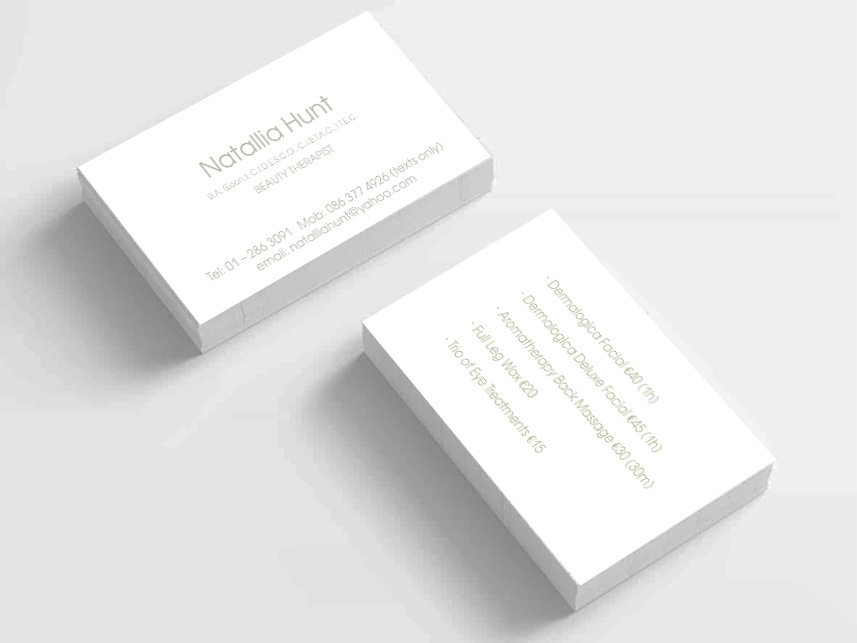 Natallia Hunt
B.A. (Econ.), C.I.D.E.S.C.O., C.I.B.T.A.C., I.T.E.C.
BEAUTY THERAPIST
Tel: 01 – 286 3091 Mob: 086 377 4926 (texts only)
email: natalliahunt@yahoo.com
· Dermalogica Facial €40 (1h)
· Dermalogica Deluxe Facial €45 (1h)
· Aromatherapy Back Massage €30 (30m)
· Full Leg Wax €20
· Trio of Eye Treatments €15